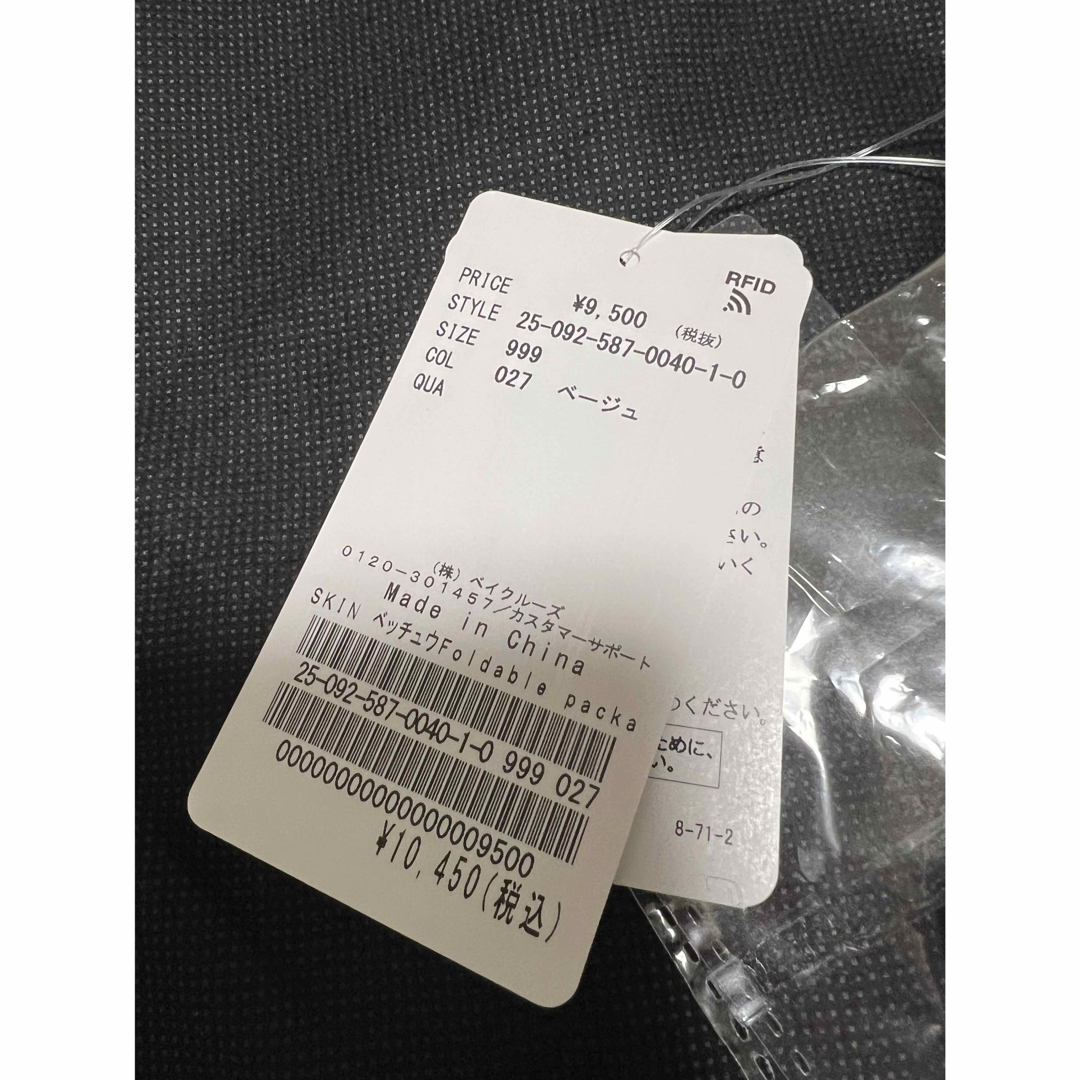 RFID
PRICE ¥9,500 (税抜)
STYLE 25-092-587-0040-1-0
SIZE 999
COL 027 ベージュ
QUA
(株) ベイクルーズ
0120-301457/カスタマーサポート
Made in China
SKIN ベッチュウFoldable packa
25-092-587-0040-1-0 999 027
0000000000000009500
¥10,450(税込)
の
さい。
いく
ください。
ために、
い。
8-71-2